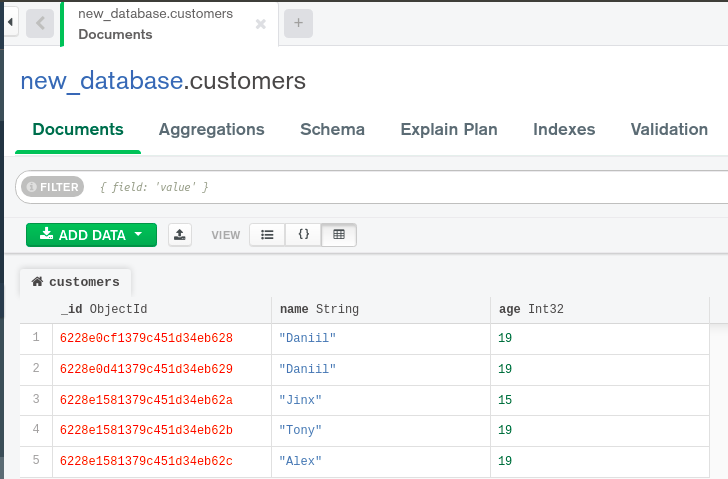 new_database.customers
Documents
new_database.customers
Documents Aggregations Schema Explain Plan Indexes Validation
FILTER { field: 'value' }
ADD DATA VIEW {}
customers
_id ObjectId name String age Int32
1 6228e0cf1379c451d34eb628 "Daniil" 19
2 6228e0d41379c451d34eb629 "Daniil" 19
3 6228e1581379c451d34eb62a "Jinx" 15
4 6228e1581379c451d34eb62b "Tony" 19
5 6228e1581379c451d34eb62c "Alex" 19